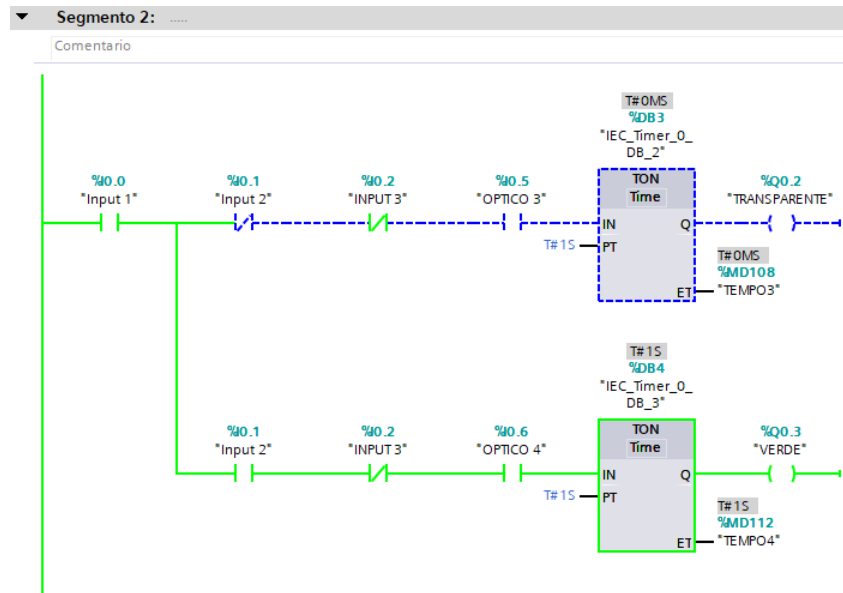 Segmento 2: .....
Comentario
T#0MS
%DB3
"IEC_Timer_0_
DB_2"
%I0.0
"Input 1"
%I0.1
"Input 2"
%I0.2
"INPUT 3"
%I0.5
"OPTICO 3"
TON
Time
%Q0.2
"TRANSPARENTE"
IN
Q
T#1S
PT
T#0MS
%MD108
ET
"TEMPO3"
T#1S
%DB4
"IEC_Timer_0_
DB_3"
%I0.1
"Input 2"
%I0.2
"INPUT 3"
%I0.6
"OPTICO 4"
TON
Time
%Q0.3
"VERDE"
IN
Q
T#1S
PT
T#1S
%MD112
ET
"TEMPO4"